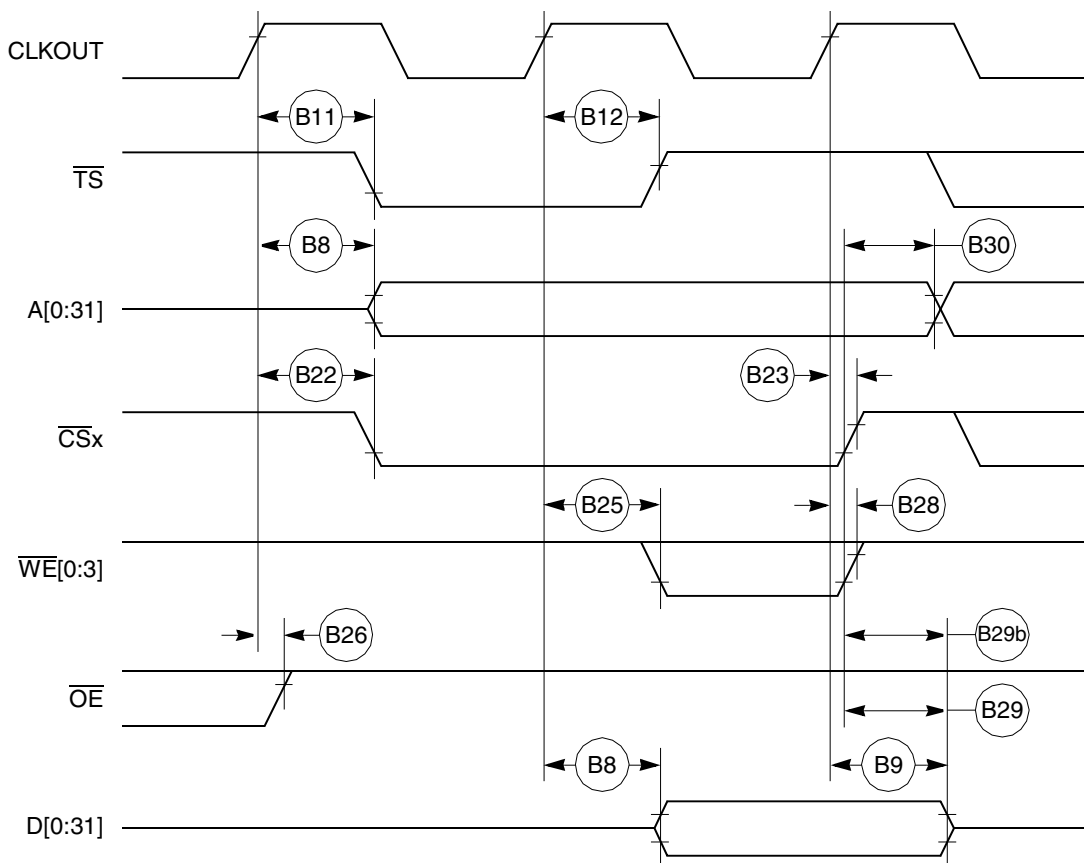 CLKOUT
B11
B12
TS
B8
B30
A[0:31]
B22
B23
CSx
B25
B28
WE[0:3]
B26
B29b
OE
B29
B8
B9
D[0:31]